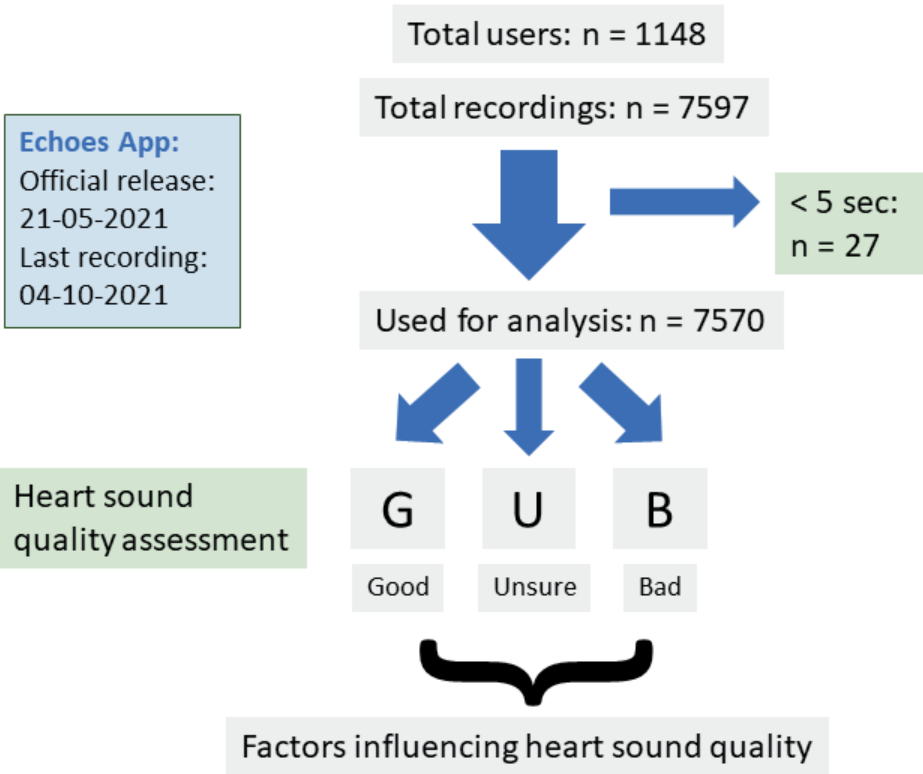 Total users: n = 1148
Total recordings: n = 7597
Echoes App:
Official release:
21-05-2021
Last recording:
04-10-2021
< 5 sec:
n = 27
Used for analysis: n = 7570
Heart sound
quality assessment
G
U
B
Good
Unsure
Bad
Factors influencing heart sound quality